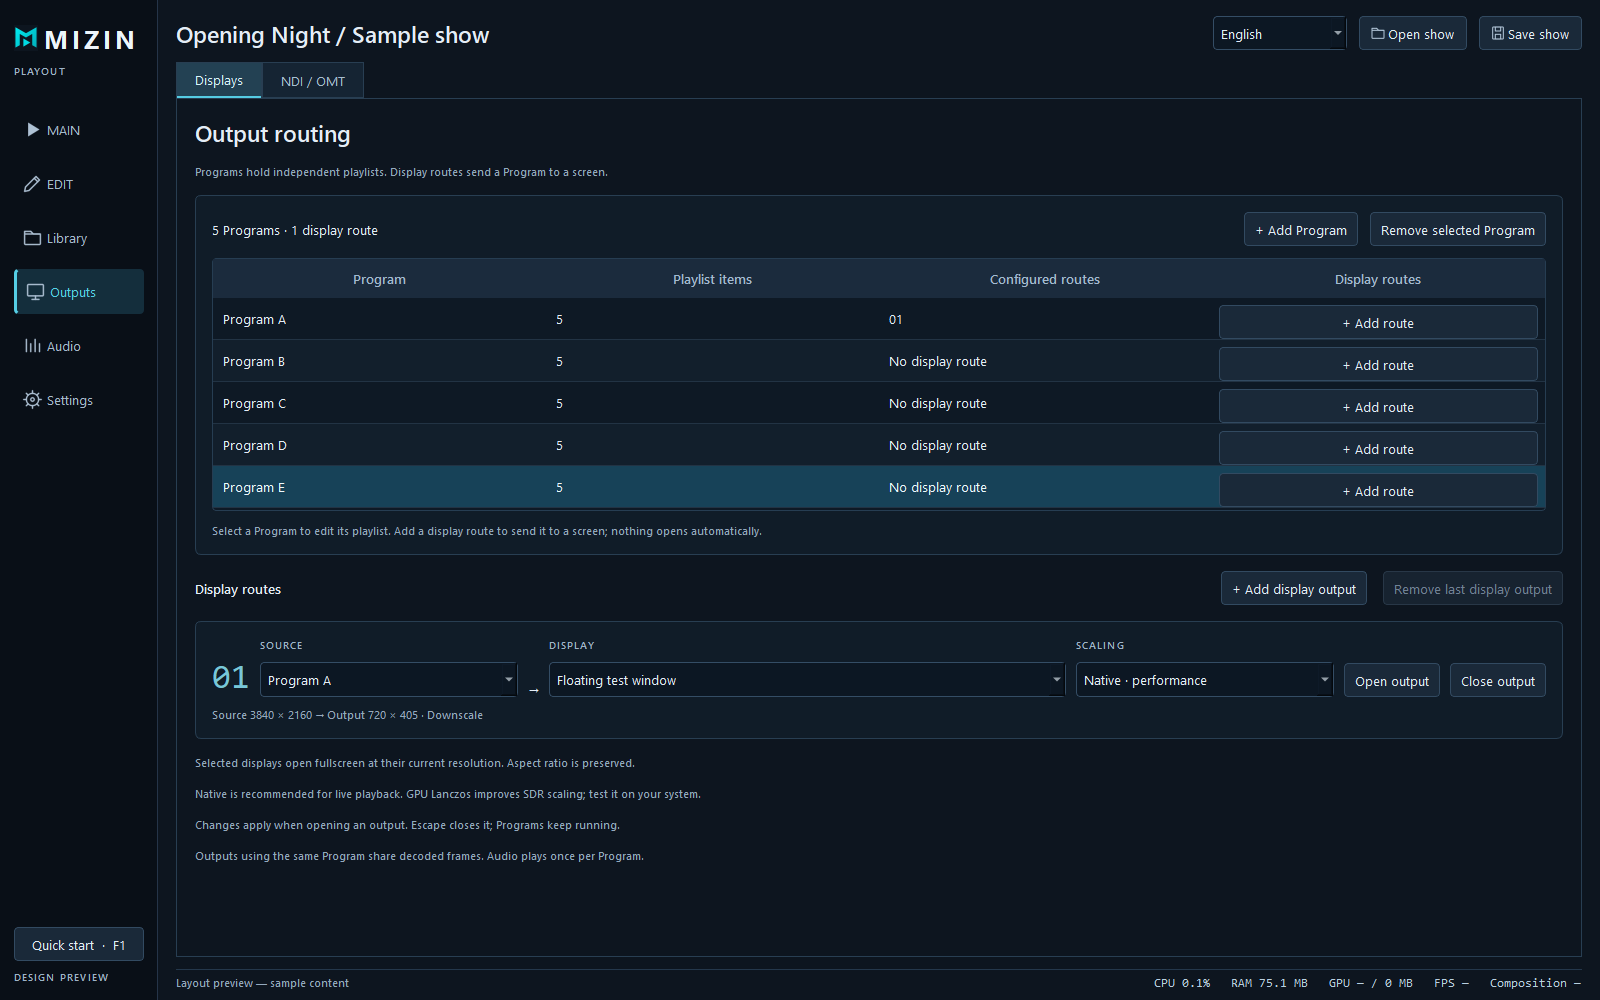 MIZIN
PLAYOUT
MAIN
EDIT
Library
Outputs
Audio
Settings
Quick start · F1
DESIGN PREVIEW
Opening Night / Sample show
English
Open show
Save show
Displays
NDI / OMT
Output routing
Programs hold independent playlists. Display routes send a Program to a screen.
5 Programs · 1 display route
+ Add Program
Remove selected Program
Program Playlist items Configured routes Display routes
Program A 5 01 + Add route
Program B 5 No display route + Add route
Program C 5 No display route + Add route
Program D 5 No display route + Add route
Program E 5 No display route + Add route
Select a Program to edit its playlist. Add a display route to send it to a screen; nothing opens automatically.
Display routes
+ Add display output
Remove last display output
SOURCE DISPLAY SCALING
01 Program A → Floating test window Native · performance Open output Close output
Source 3840 × 2160 → Output 720 × 405 · Downscale
Selected displays open fullscreen at their current resolution. Aspect ratio is preserved.
Native is recommended for live playback. GPU Lanczos improves SDR scaling; test it on your system.
Changes apply when opening an output. Escape closes it; Programs keep running.
Outputs using the same Program share decoded frames. Audio plays once per Program.
Layout preview — sample content
CPU 0.1% RAM 75.1 MB GPU — / 0 MB FPS — Composition —